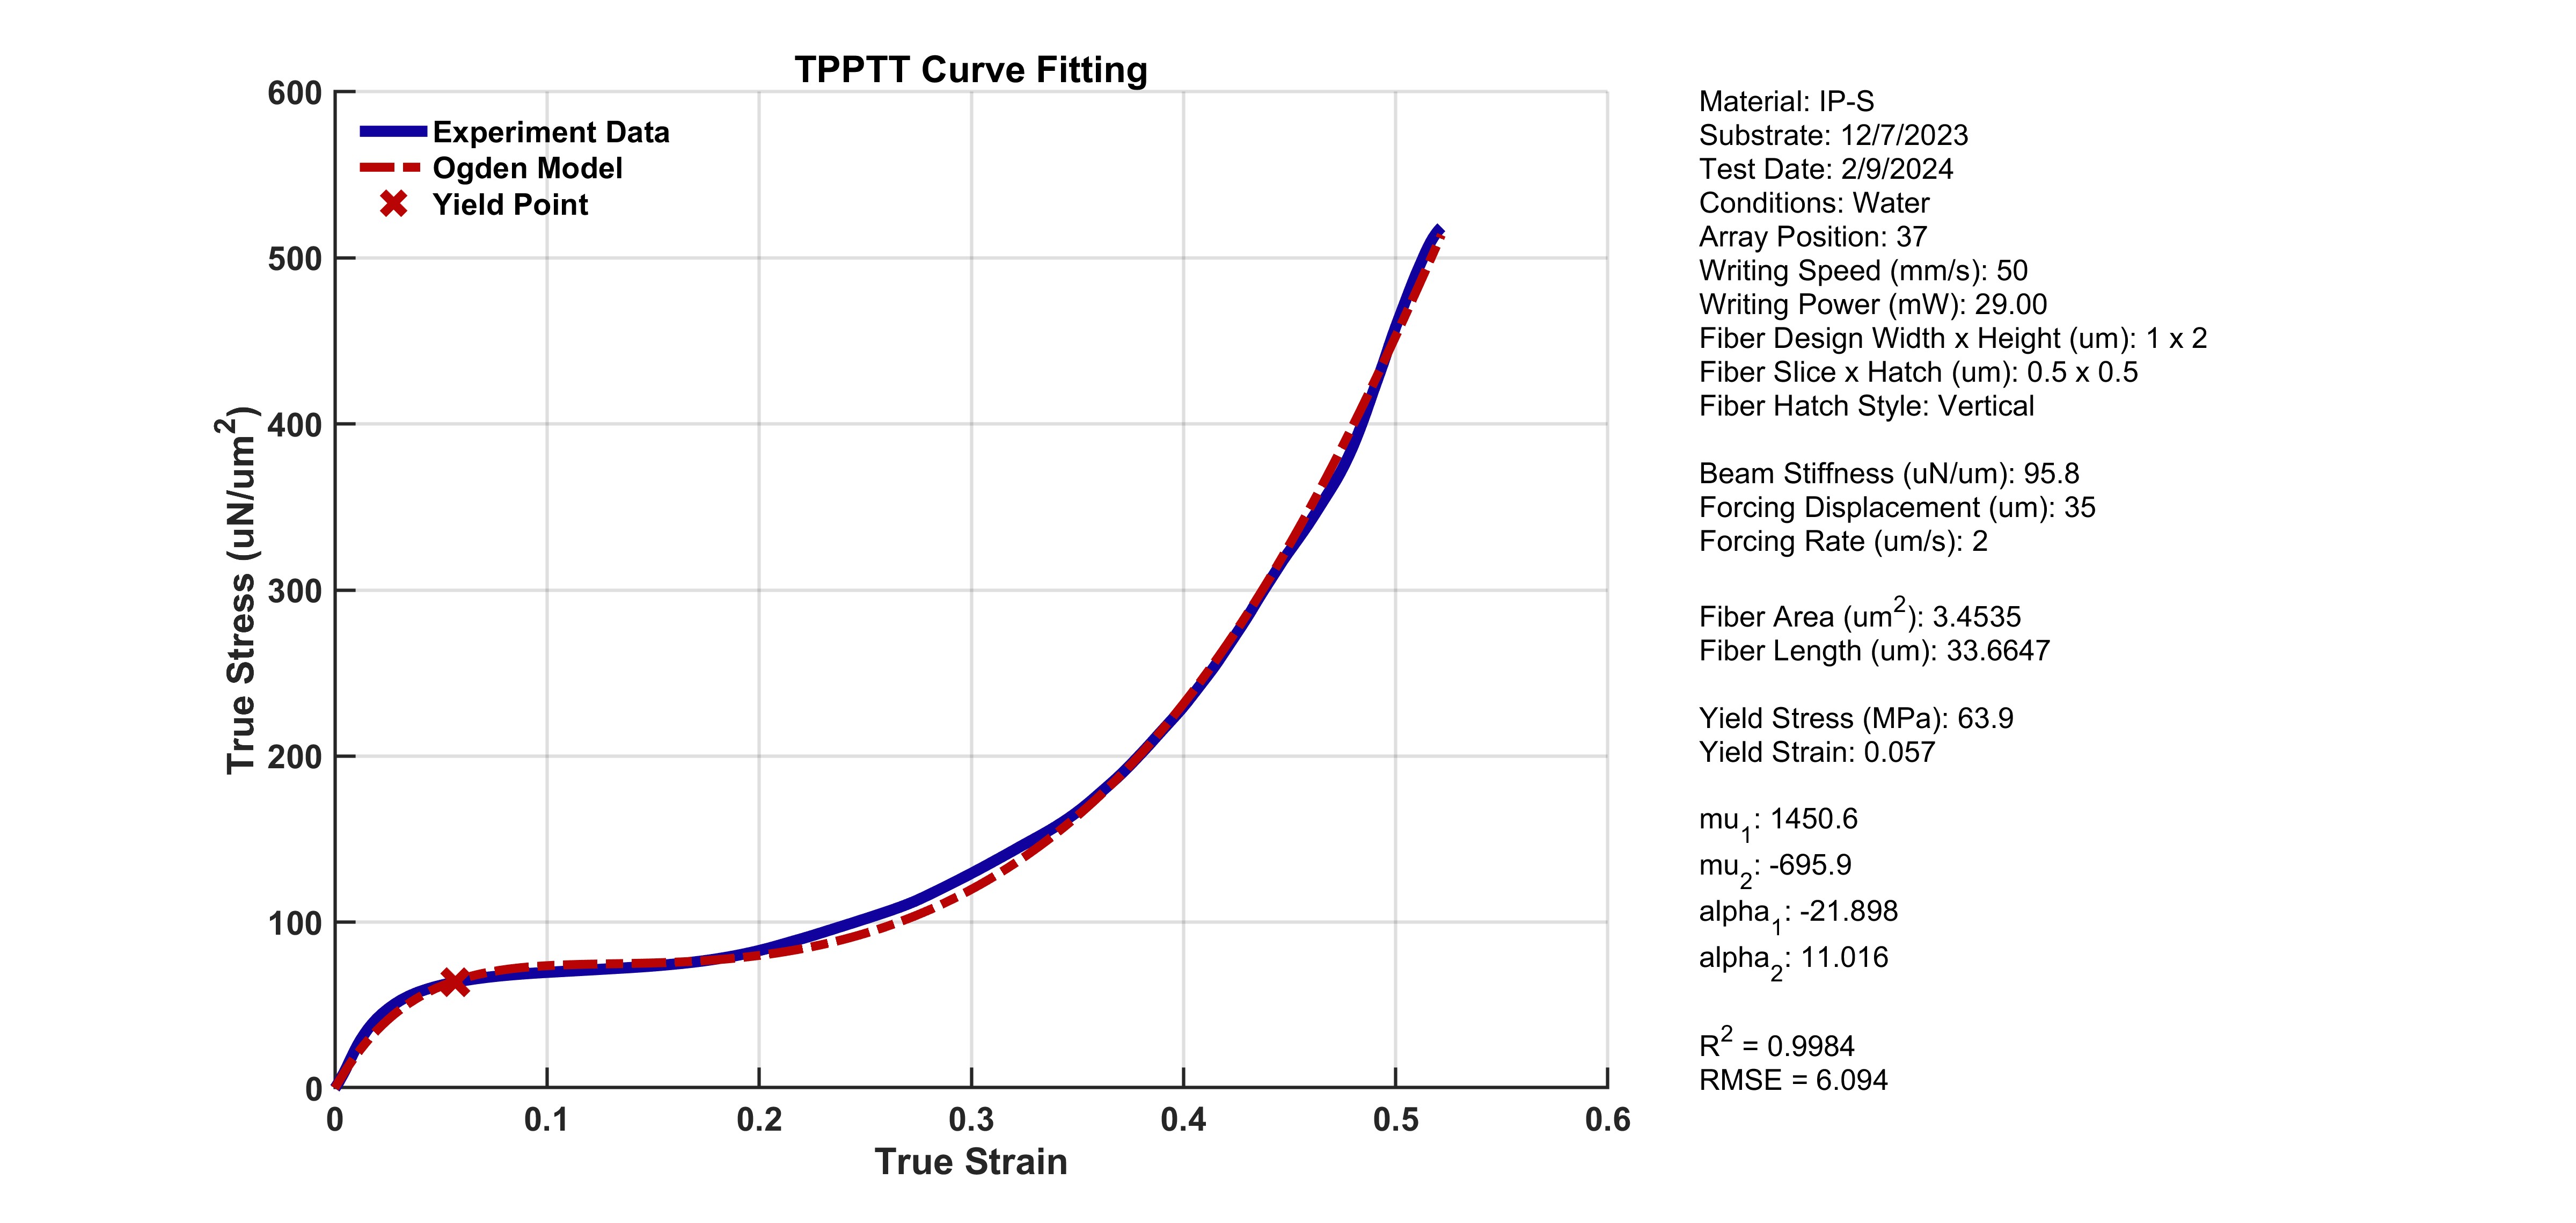 TPPTT Curve Fitting
Experiment Data
Ogden Model
Yield Point
True Stress (uN/um²)
600
500
400
300
200
100
0
0 0.1 0.2 0.3 0.4 0.5 0.6
True Strain
Material: IP-S
Substrate: 12/7/2023
Test Date: 2/9/2024
Conditions: Water
Array Position: 37
Writing Speed (mm/s): 50
Writing Power (mW): 29.00
Fiber Design Width x Height (um): 1 x 2
Fiber Slice x Hatch (um): 0.5 x 0.5
Fiber Hatch Style: Vertical
Beam Stiffness (uN/um): 95.8
Forcing Displacement (um): 35
Forcing Rate (um/s): 2
Fiber Area (um²): 3.4535
Fiber Length (um): 33.6647
Yield Stress (MPa): 63.9
Yield Strain: 0.057
mu₁: 1450.6
mu₂: -695.9
alpha₁: -21.898
alpha₂: 11.016
R² = 0.9984
RMSE = 6.094